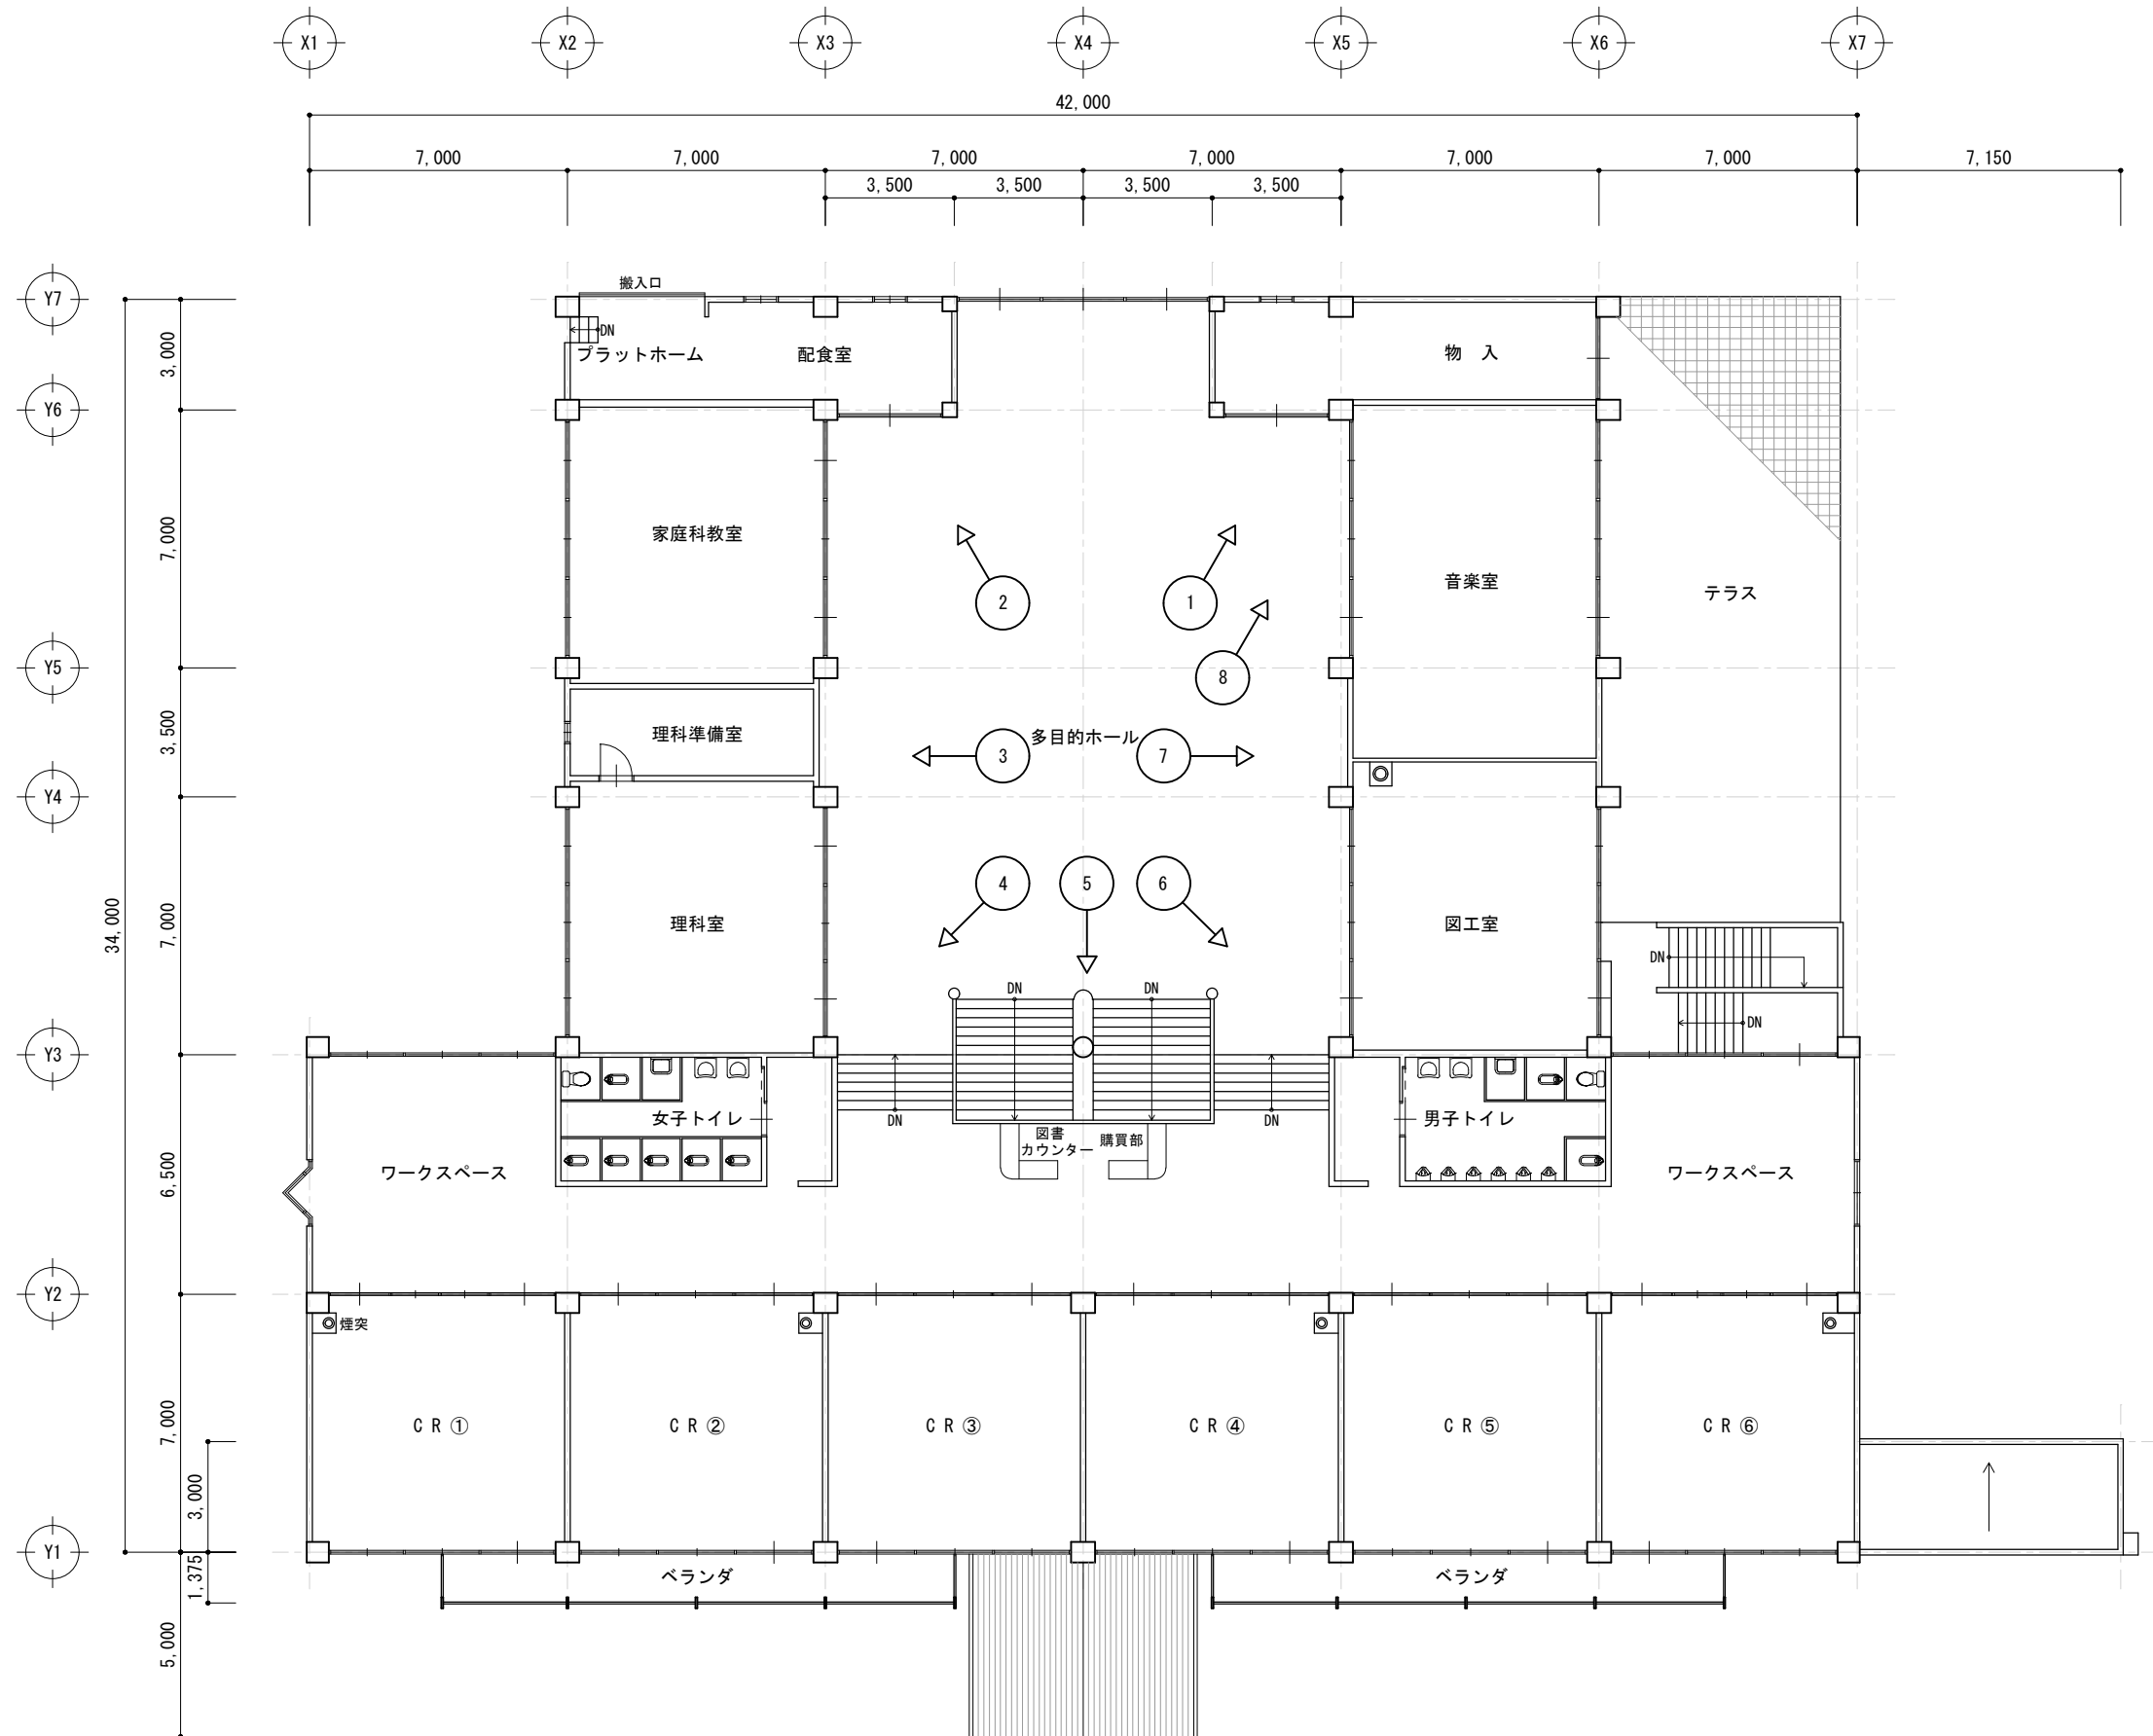 X1 X2 X3 X4 X5 X6 X7
42,000
7,000 7,000 7,000 7,000 7,000 7,000 7,150
3,500 3,500 3,500 3,500
搬入口
Y7
DN
プラットホーム 配食室 物 入
3,000
Y6
7,000
家庭科教室
音楽室
テラス
2 1
Y5
8
3,500
理科準備室
多目的ホール
3 7
Y4
4 5 6
34,000
7,000
理科室
図工室
DN
DN DN
DN
Y3
女子トイレ
DN
DN
男子トイレ
図書
カウンター
購買部
ワークスペース
ワークスペース
6,500
Y2
煙突
7,000
CR① CR② CR③ CR④ CR⑤ CR⑥
3,000
Y1
1,375
ベランダ ベランダ
5,000